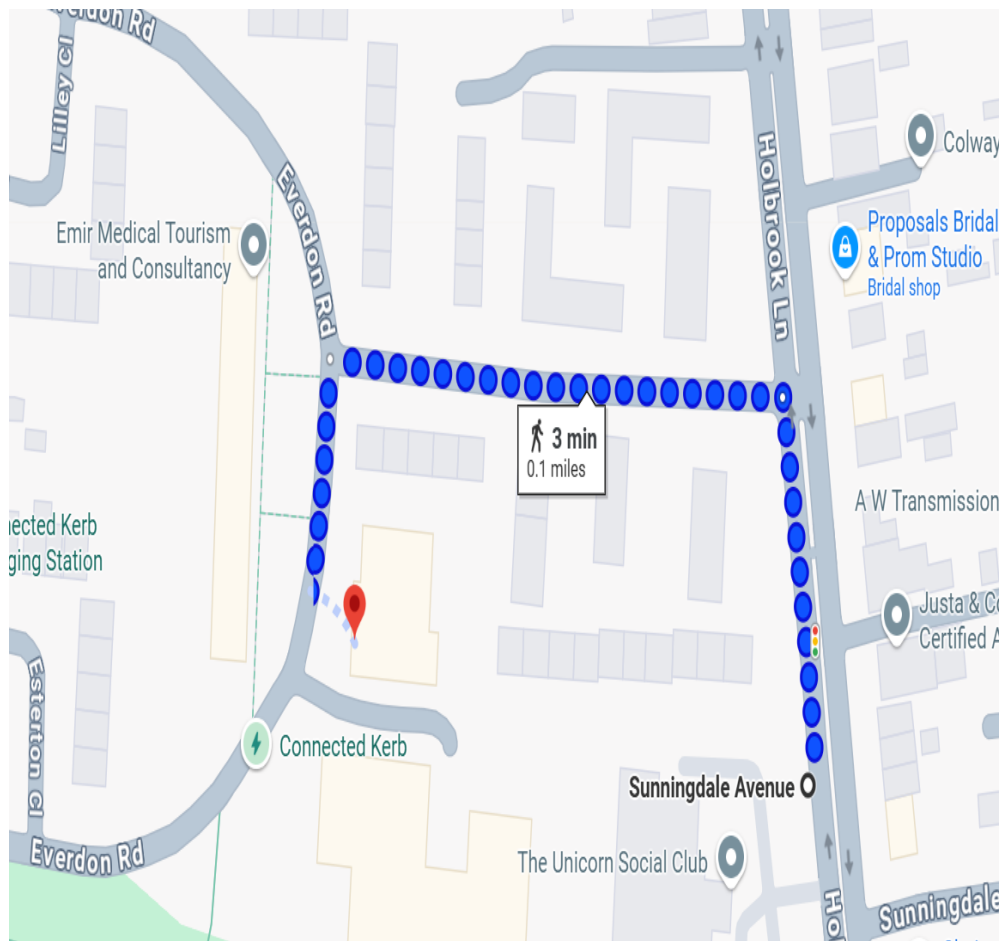 Everdon Rd
Lilley Cl
Holbrook Ln
Colway
Everdon Rd
Emir Medical Tourism
and Consultancy
Proposals Bridal
& Prom Studio
Bridal shop
3 min
0.1 miles
A W Transmission
nected Kerb
ging Station
Justa & Co
Certified A
Esterton Cl
Connected Kerb
Sunningdale Avenue
Everdon Rd
The Unicorn Social Club
Hol
Sunningdale